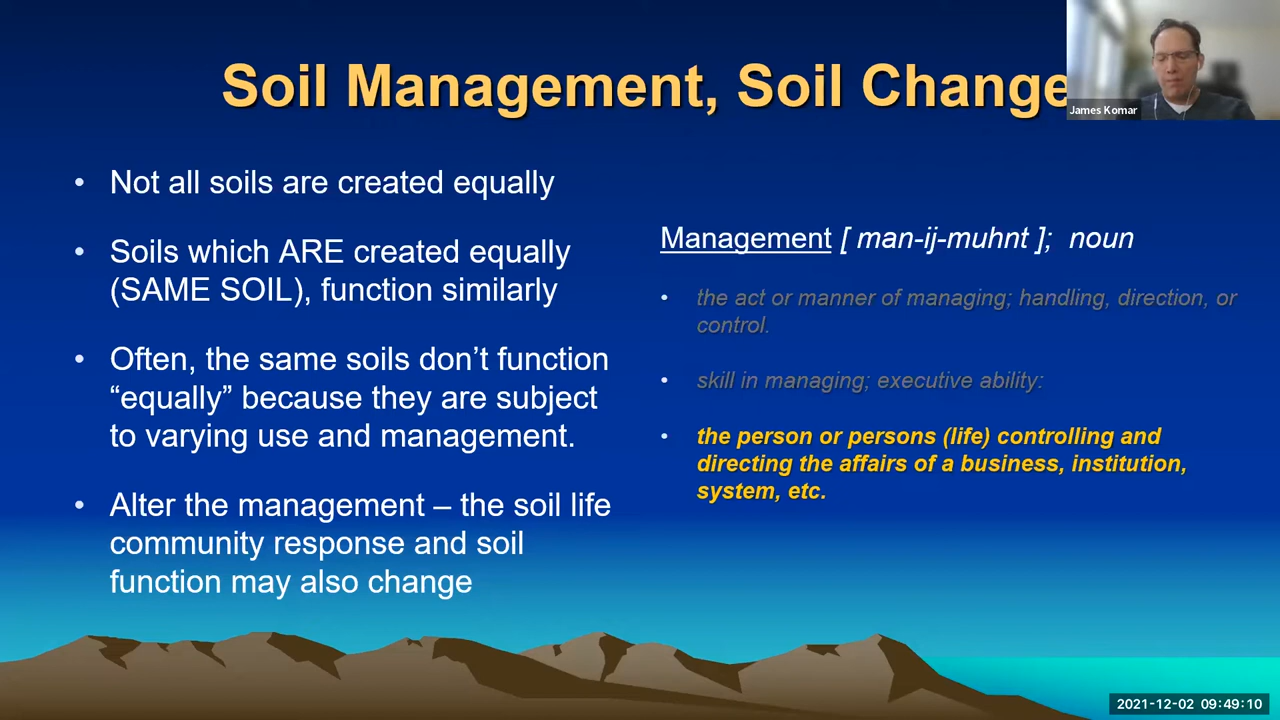 Soil Management, Soil Change
James Komar
• Not all soils are created equally
• Soils which ARE created equally
(SAME SOIL), function similarly
• Often, the same soils don’t function
“equally” because they are subject
to varying use and management.
• Alter the management – the soil life
community response and soil
function may also change
Management [ man-ij-muhnt ]; noun
• the act or manner of managing; handling, direction, or
control.
• skill in managing; executive ability:
• the person or persons (life) controlling and
directing the affairs of a business, institution,
system, etc.
2021-12-02 09:49:10